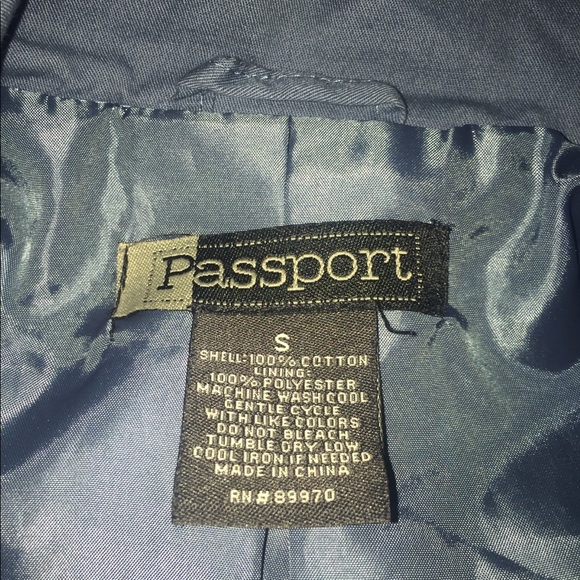 Passport
S
SHELL:100% COTTON
LINING:
100% POLYESTER
MACHINE WASH COOL
GENTLE CYCLE
WITH LIKE COLORS
DO NOT BLEACH
TUMBLE DRY LOW
COOL IRON IF NEEDED
MADE IN CHINA
RN#89970